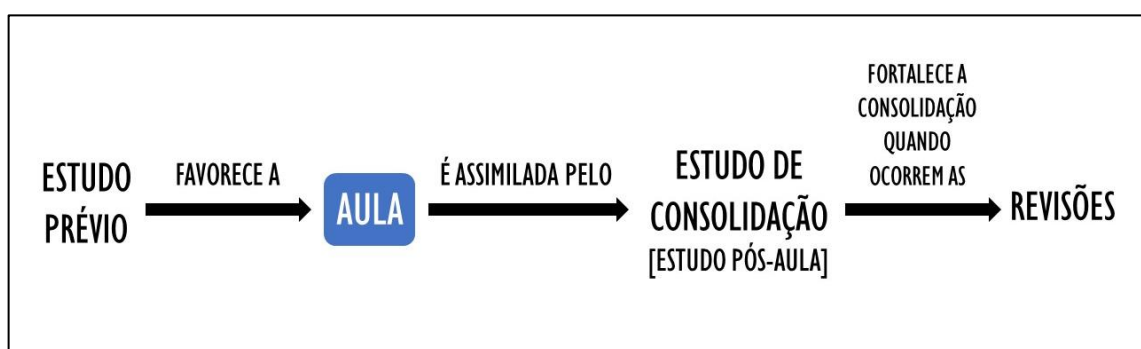 ESTUDO
PRÉVIO
FAVORECE A
AULA
É ASSIMILADA PELO
ESTUDO DE
CONSOLIDAÇÃO
[ESTUDO PÓS-AULA]
FORTALECE A
CONSOLIDAÇÃO
QUANDO
OCORREM AS
REVISÕES